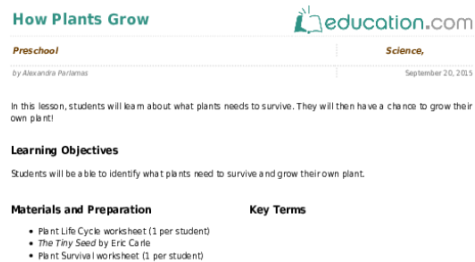 How Plants Grow
education.com
Preschool
Science,
by Alexandra Parlamas
September 20, 2015
In this lesson, students will learn about what plants needs to survive. They will then have a chance to grow their
own plant!
Learning Objectives
Students will be able to identify what plants need to survive and grow their own plant.
Materials and Preparation
Key Terms
• Plant Life Cycle worksheet (1 per student)
• The Tiny Seed by Eric Carle
• Plant Survival worksheet (1 per student)